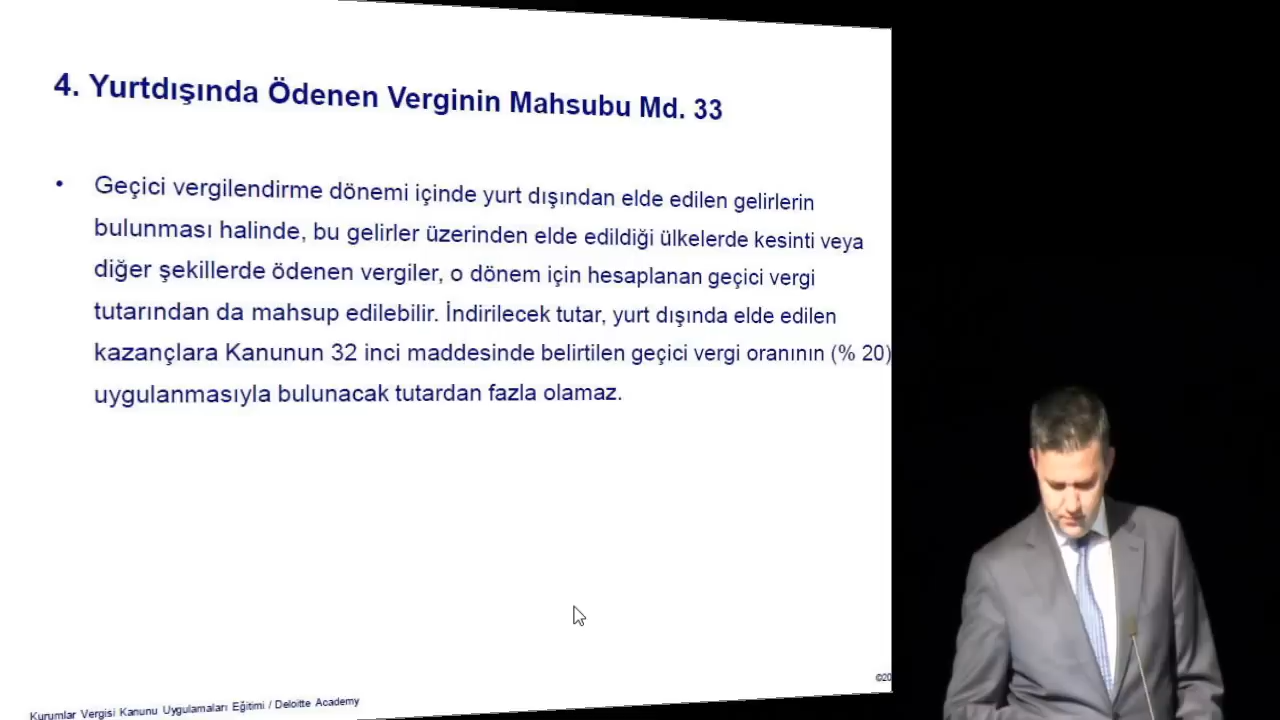 4. Yurtdışında Ödenen Verginin Mahsubu Md. 33
• Geçici vergilendirme dönemi içinde yurt dışından elde edilen gelirlerin
bulunması halinde, bu gelirler üzerinden elde edildiği ülkelerde kesinti veya
diğer şekillerde ödenen vergiler, o dönem için hesaplanan geçici vergi
tutarından da mahsup edilebilir. İndirilecek tutar, yurt dışında elde edilen
kazançlara Kanunun 32 inci maddesinde belirtilen geçici vergi oranının (% 20)
uygulanmasıyla bulunacak tutardan fazla olamaz.
©20
Kurumlar Vergisi Kanunu Uygulamaları Eğitimi / Deloitte Academy